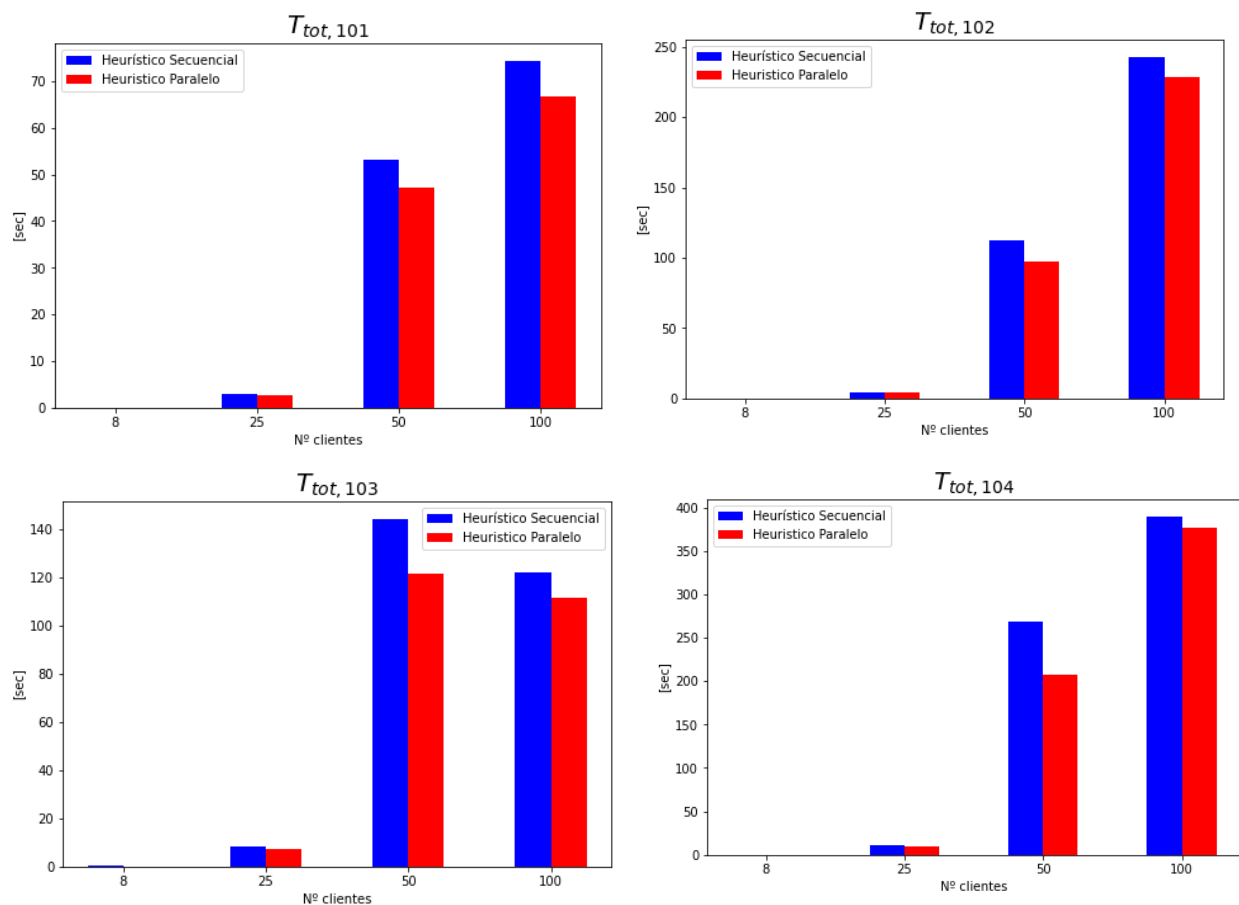 T_tot, 101
Heurístico Secuencial
Heuristico Paralelo
[sec]
70
60
50
40
30
20
10
0
8 25 50 100
Nº clientes
T_tot, 102
Heurístico Secuencial
Heuristico Paralelo
[sec]
250
200
150
100
50
0
8 25 50 100
Nº clientes
T_tot, 103
Heurístico Secuencial
Heuristico Paralelo
[sec]
140
120
100
80
60
40
20
0
8 25 50 100
Nº clientes
T_tot, 104
Heurístico Secuencial
Heuristico Paralelo
[sec]
400
350
300
250
200
150
100
50
0
8 25 50 100
Nº clientes